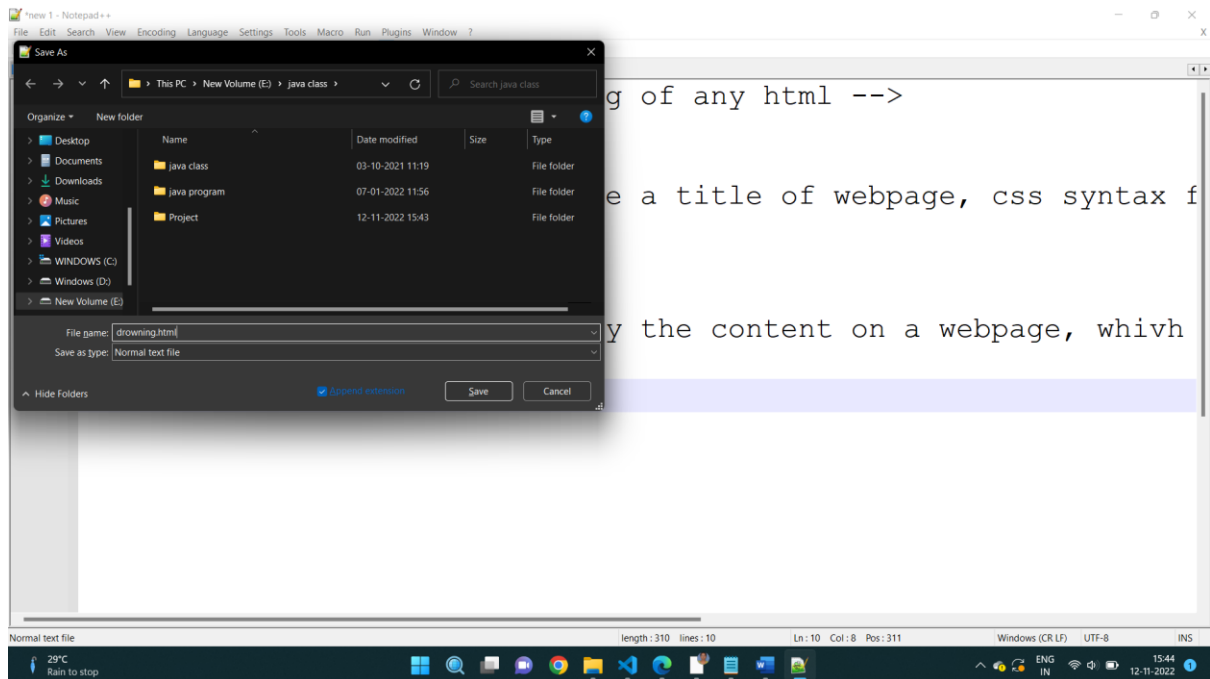 *new 1 - Notepad++
File Edit Search View Encoding Language Settings Tools Macro Run Plugins Window ?
X
Save As
This PC > New Volume (E:) > java class >
Search java class
Organize
New folder
Name
Date modified
Size
Type
Desktop
Documents
Downloads
Music
Pictures
Videos
WINDOWS (C:)
Windows (D:)
New Volume (E:)
java class 03-10-2021 11:19 File folder
java program 07-01-2022 11:56 File folder
Project 12-11-2022 15:43 File folder
File name: drowning.html
Save as type: Normal text file
Hide Folders
Append extension
Save
Cancel
g of any html -->
e a title of webpage, css syntax f
y the content on a webpage, whivh
Normal text file
length : 310 lines : 10
Ln : 10 Col : 8 Pos : 311
Windows (CR LF)
UTF-8
INS
29°C
Rain to stop
ENG
IN
15:44
12-11-2022
1